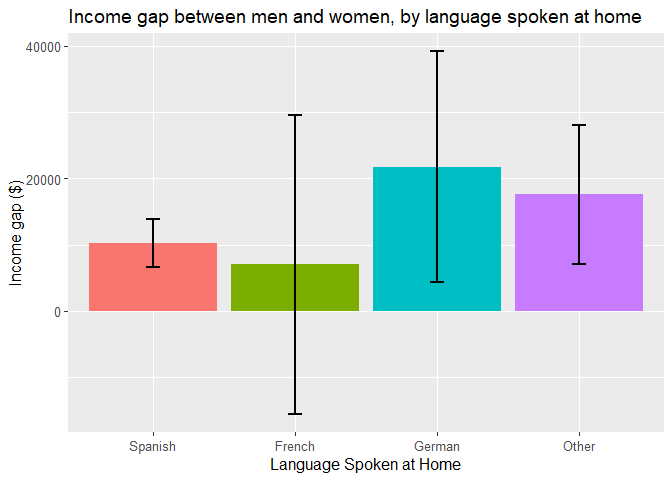 Income gap between men and women, by language spoken at home
Income gap ($)
40000
20000
0
Spanish French German Other
Language Spoken at Home